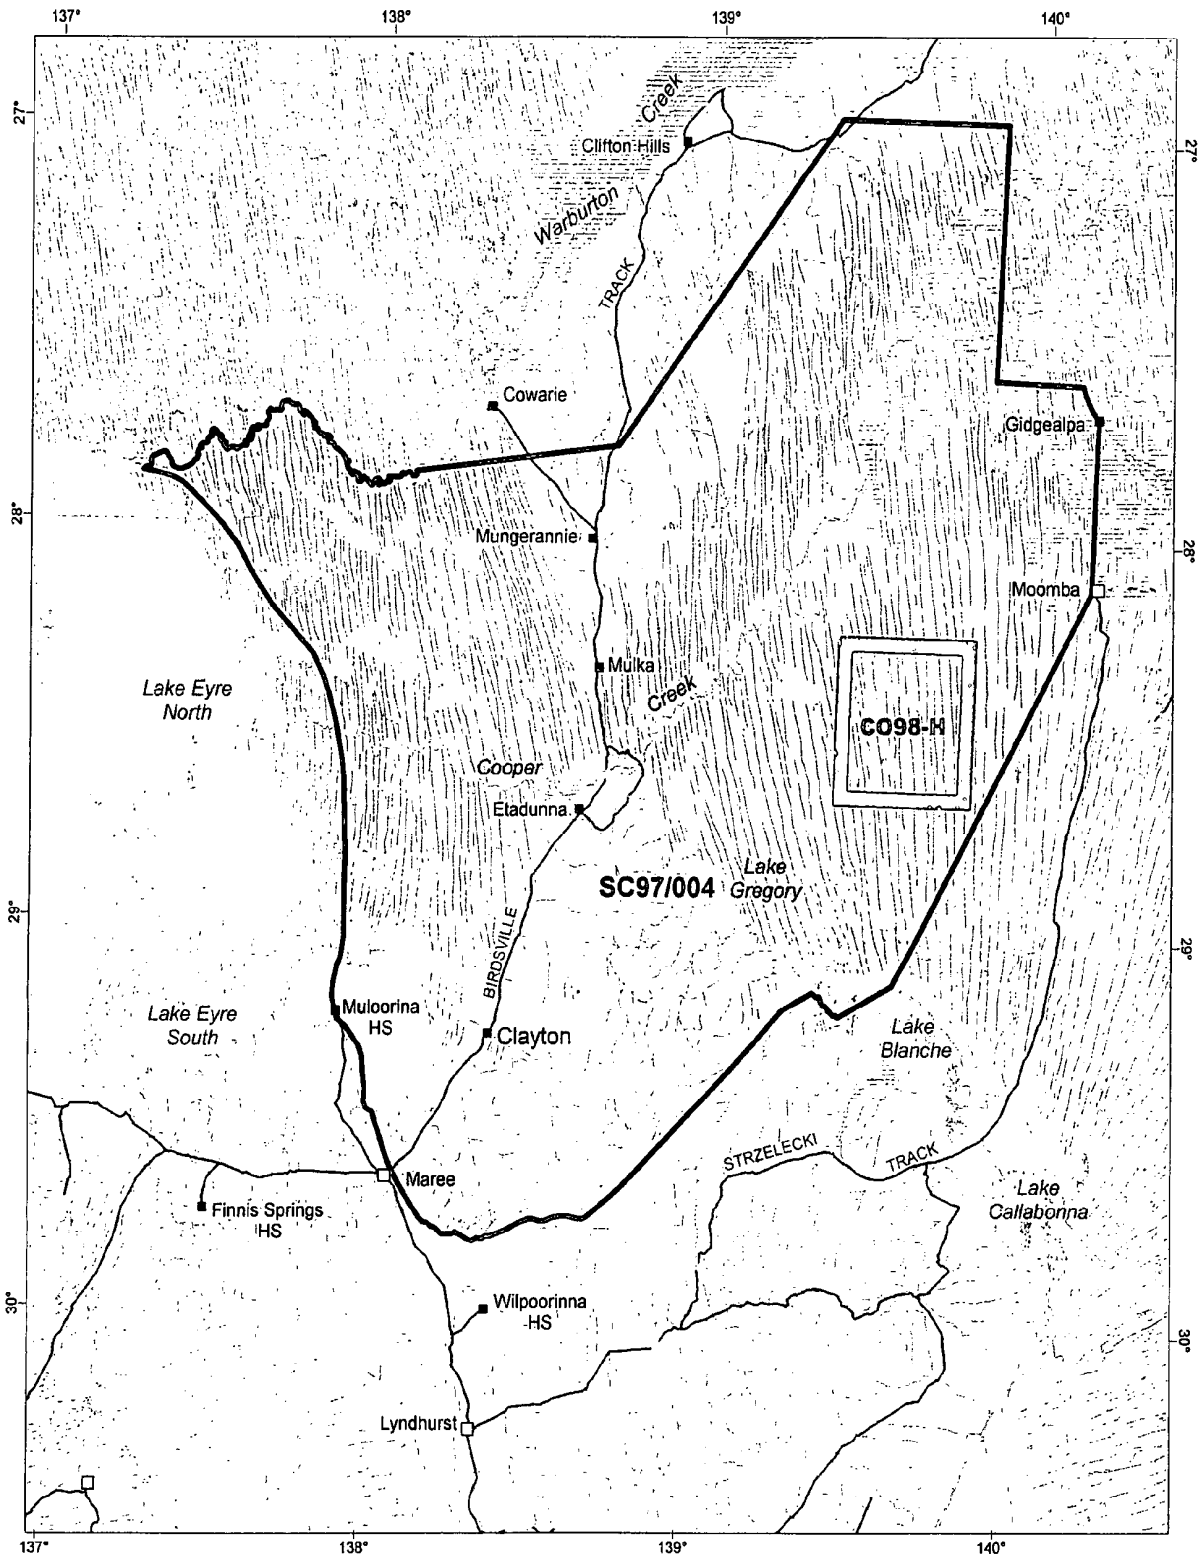 137°
138°
139°
140°
27°
27°
Creek
Clifton Hills
Warburton
TRACK
Cowarie
Gidgealpa
28°
28°
Mungerannie
Moomba
Mulka
Creek
Lake Eyre
North
CO98-H
Cooper
Etadunna
SC97/004
Lake
Gregory
29°
29°
BIRDSVILLE
Muloorina
HS
Lake Eyre
South
Clayton
Lake
Blanche
STRZELECKI
TRACK
Maree
Lake
Callabonna
Finnis Springs
HS
30°
30°
Wilpoorinna
HS
Lyndhurst
137°
138°
139°
140°